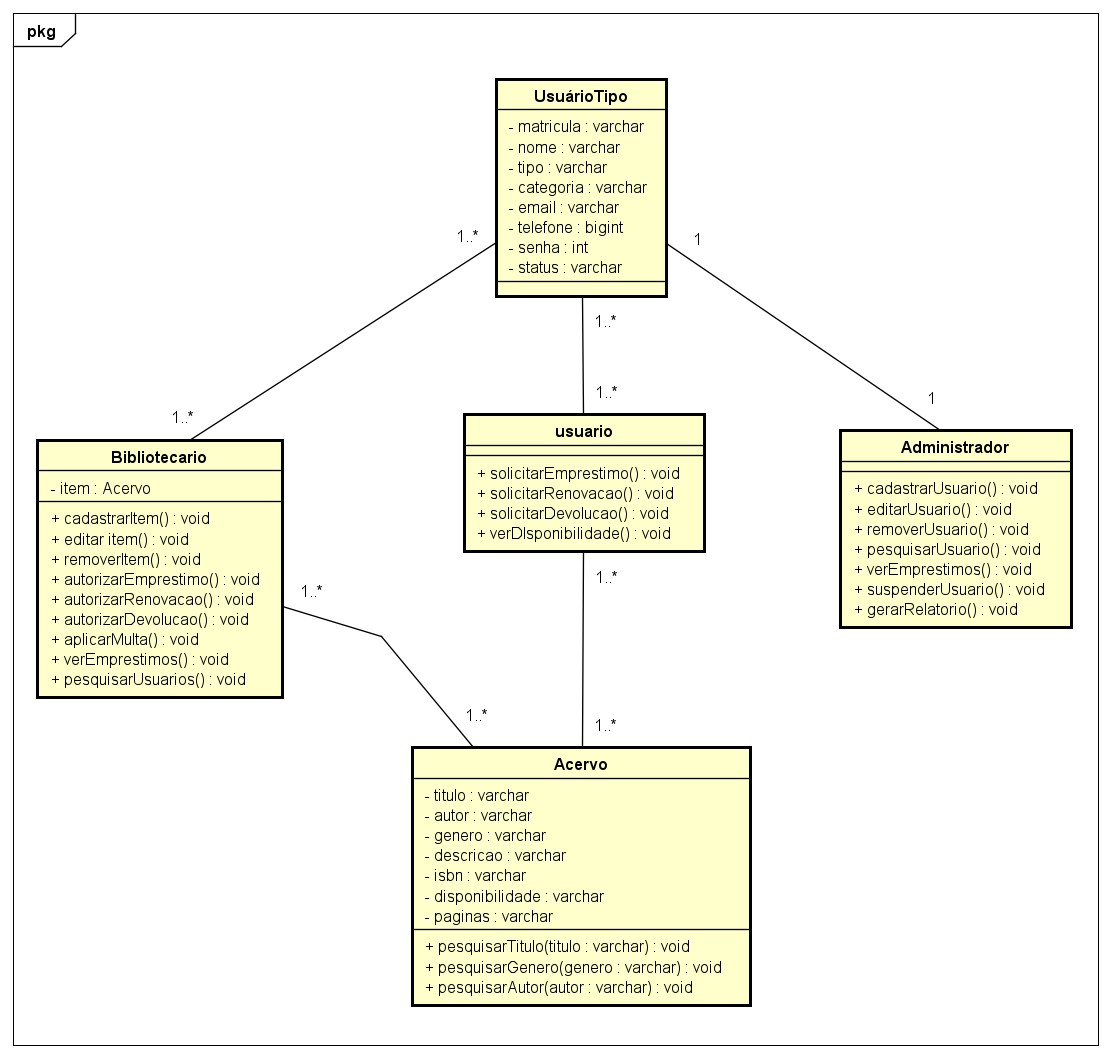 pkg
UsuárioTipo
- matricula : varchar
- nome : varchar
- tipo : varchar
- categoria : varchar
- email : varchar
- telefone : bigint
- senha : int
- status : varchar
1..*
1
1..*
1..*
1..*
1
Bibliotecario
- item : Acervo
+ cadastrarItem() : void
+ editar item() : void
+ removerItem() : void
+ autorizarEmprestimo() : void
+ autorizarRenovacao() : void
+ autorizarDevolucao() : void
+ aplicarMulta() : void
+ verEmprestimos() : void
+ pesquisarUsuarios() : void
usuario
+ solicitarEmprestimo() : void
+ solicitarRenovacao() : void
+ solicitarDevolucao() : void
+ verDIsponibilidade() : void
Administrador
+ cadastrarUsuario() : void
+ editarUsuario() : void
+ removerUsuario() : void
+ pesquisarUsuario() : void
+ verEmprestimos() : void
+ suspenderUsuario() : void
+ gerarRelatorio() : void
1..*
1..*
1..*
1..*
Acervo
- titulo : varchar
- autor : varchar
- genero : varchar
- descricao : varchar
- isbn : varchar
- disponibilidade : varchar
- paginas : varchar
+ pesquisarTitulo(titulo : varchar) : void
+ pesquisarGenero(genero : varchar) : void
+ pesquisarAutor(autor : varchar) : void